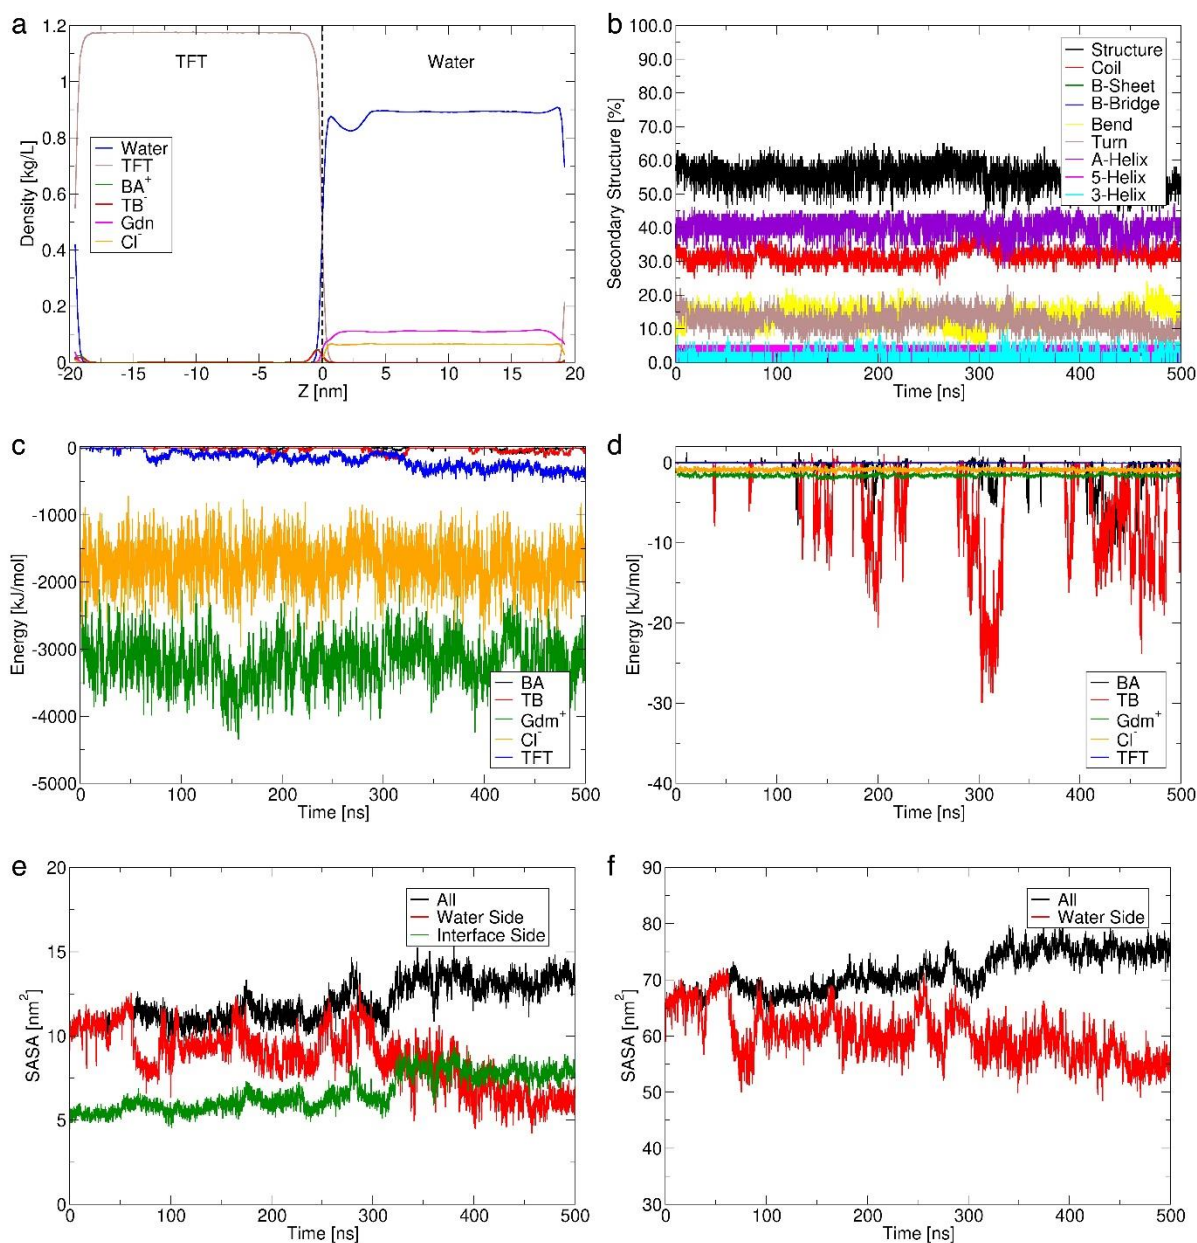 a
1.2
1
0.8
0.6
0.4
0.2
0
Density [kg/L]
TFT
Water
Water
TFT
BA+
TB-
Gdn
Cl-
-20 -15 -10 -5 0 5 10 15 20
Z [nm]
b
100.0
90.0
80.0
70.0
60.0
50.0
40.0
30.0
20.0
10.0
0.0
Secondary Structure [%]
Structure
Coil
B-Sheet
B-Bridge
Bend
Turn
A-Helix
5-Helix
3-Helix
0 100 200 300 400 500
Time [ns]
c
0
-1000
-2000
-3000
-4000
-5000
Energy [kJ/mol]
BA
TB
Gdm+
Cl-
TFT
0 100 200 300 400 500
Time [ns]
d
0
-10
-20
-30
-40
Energy [kJ/mol]
BA
TB
Gdm+
Cl-
TFT
0 100 200 300 400 500
Time [ns]
e
20
15
10
5
0
SASA [nm2]
All
Water Side
Interface Side
0 100 200 300 400 500
Time [ns]
f
90
80
70
60
50
40
30
SASA [nm2]
All
Water Side
0 100 200 300 400 500
Time [ns]